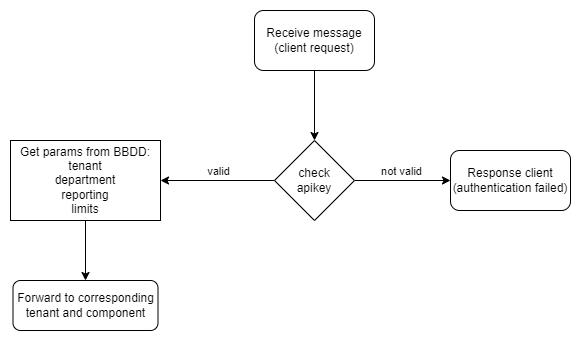 Receive message
(client request)
check
apikey
valid
not valid
Get params from BBDD:
tenant
department
reporting
limits
Response client
(authentication failed)
Forward to corresponding
tenant and component